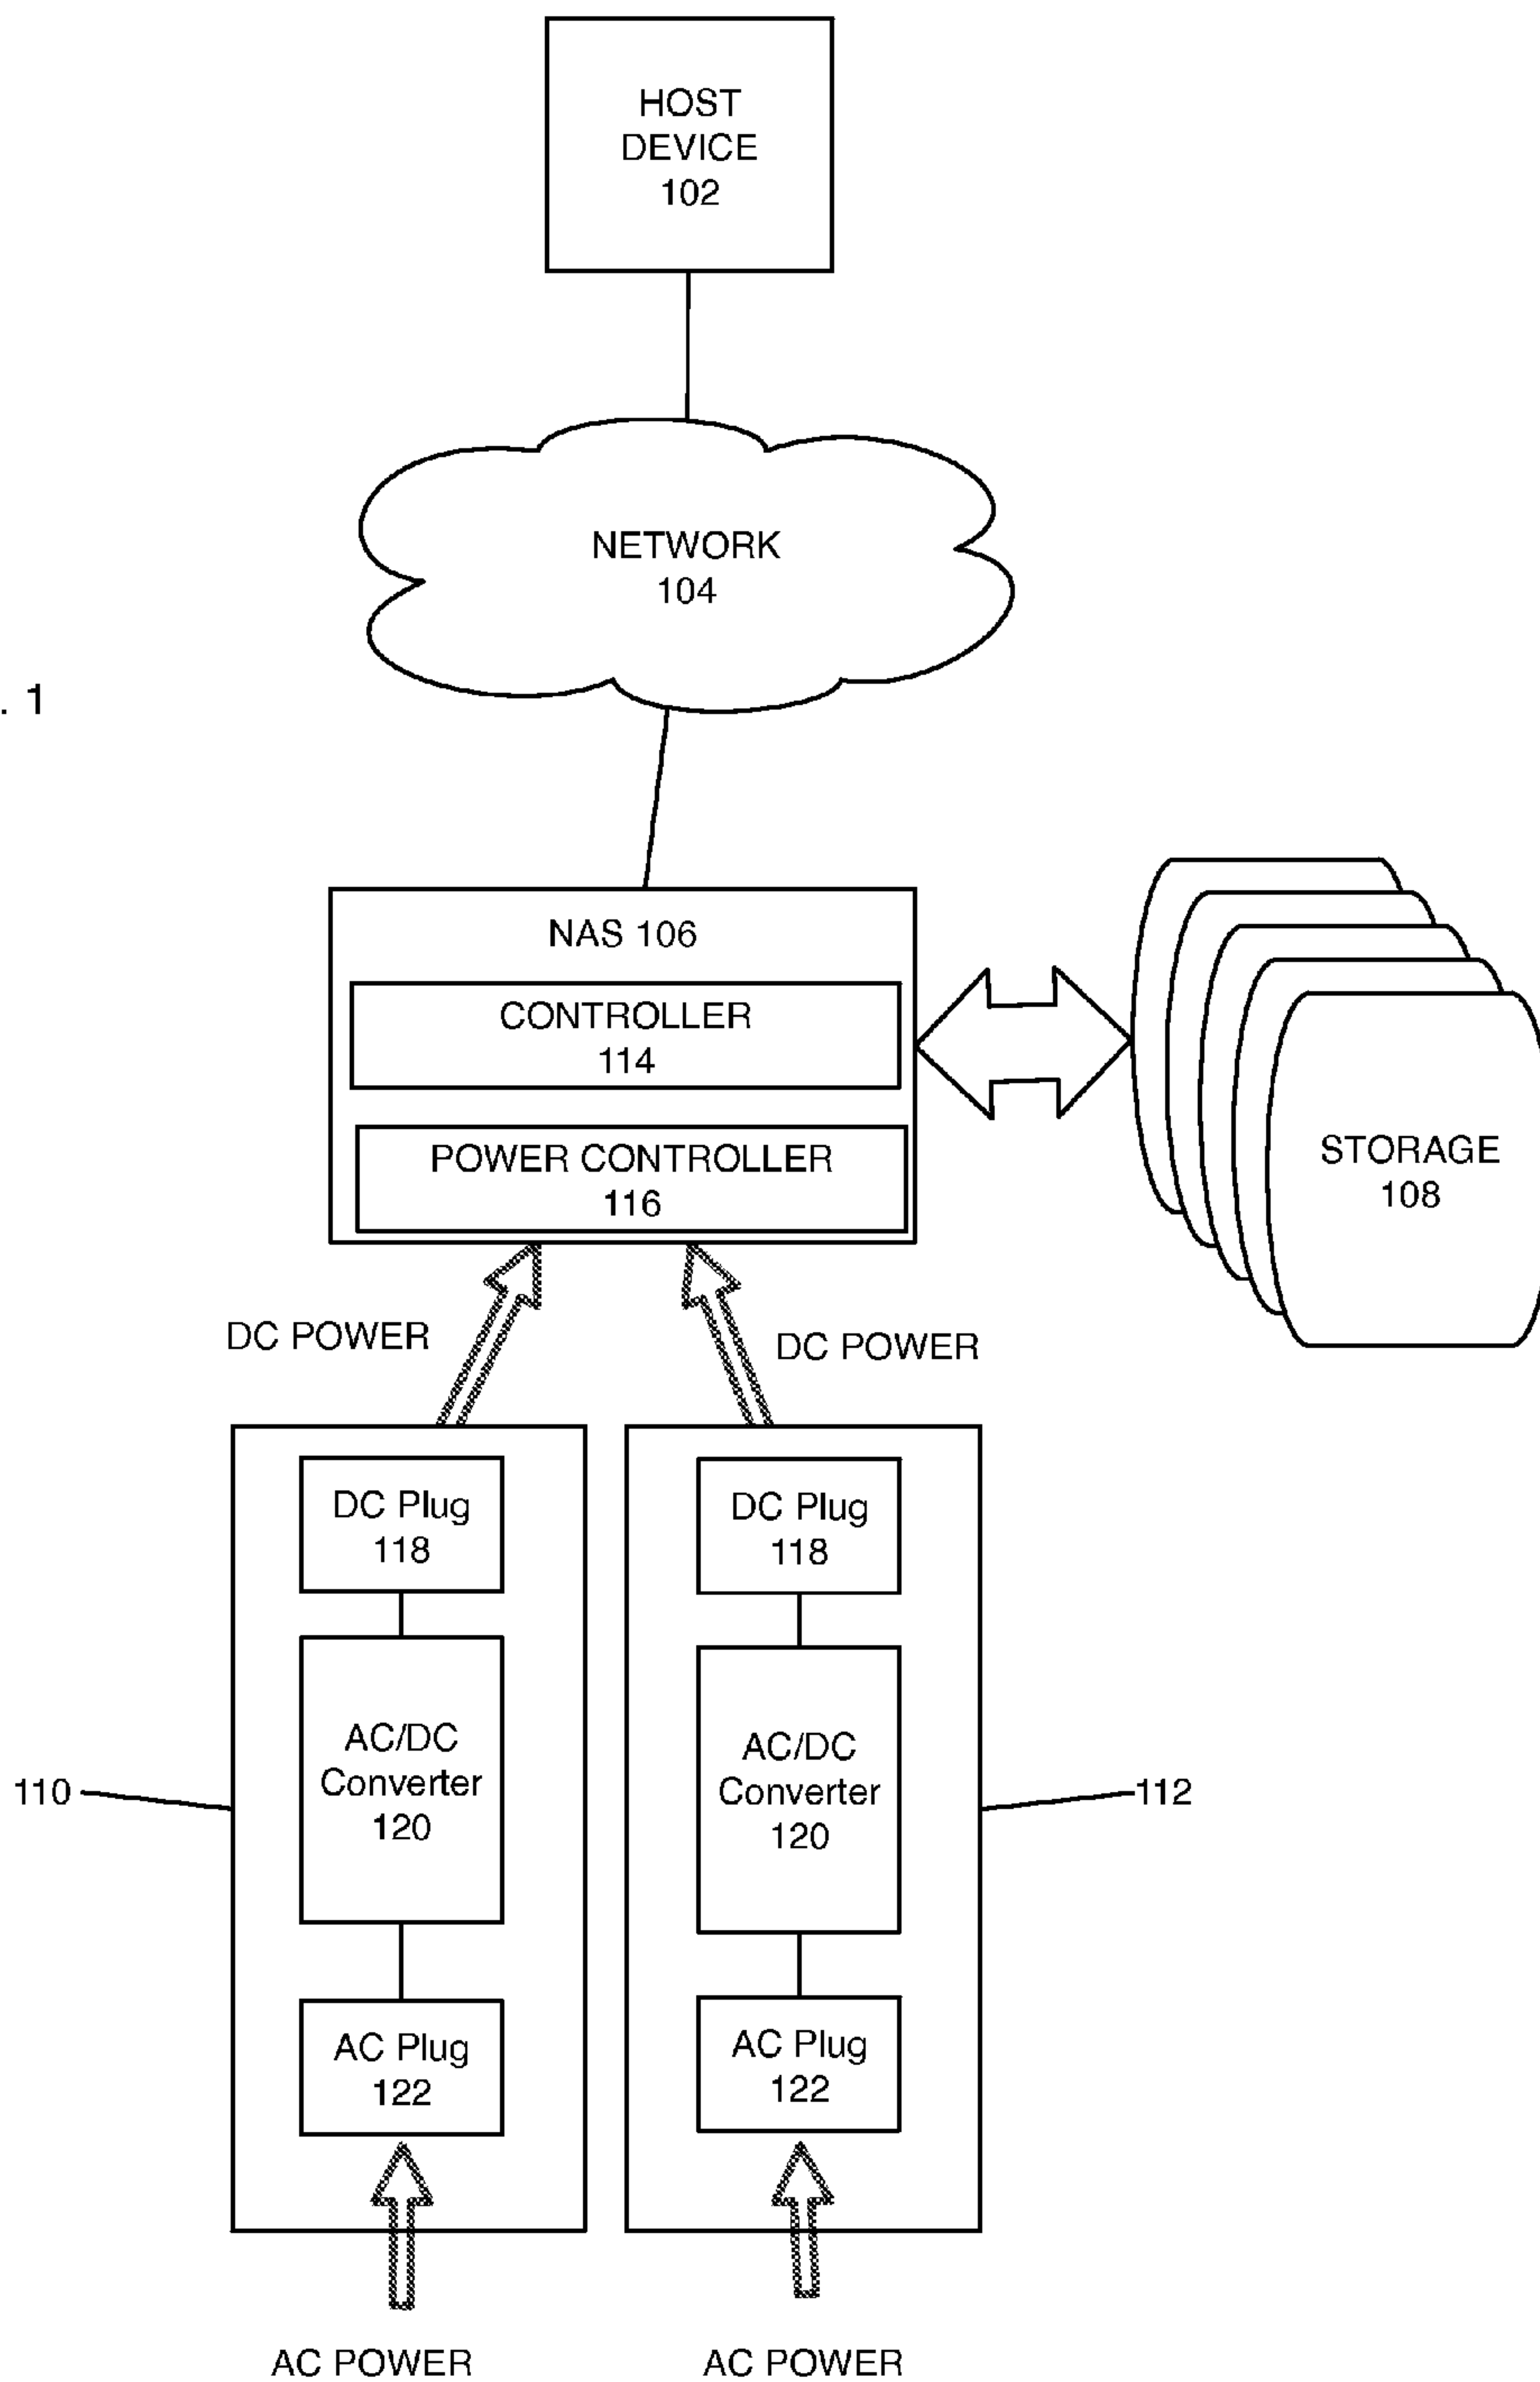 HOST
DEVICE
102
NETWORK
104
. 1
NAS 106
CONTROLLER
114
POWER CONTROLLER
116
STORAGE
108
DC POWER
DC POWER
DC Plug
118
DC Plug
118
AC/DC
Converter
120
AC/DC
Converter
120
110
112
AC Plug
122
AC Plug
122
AC POWER
AC POWER